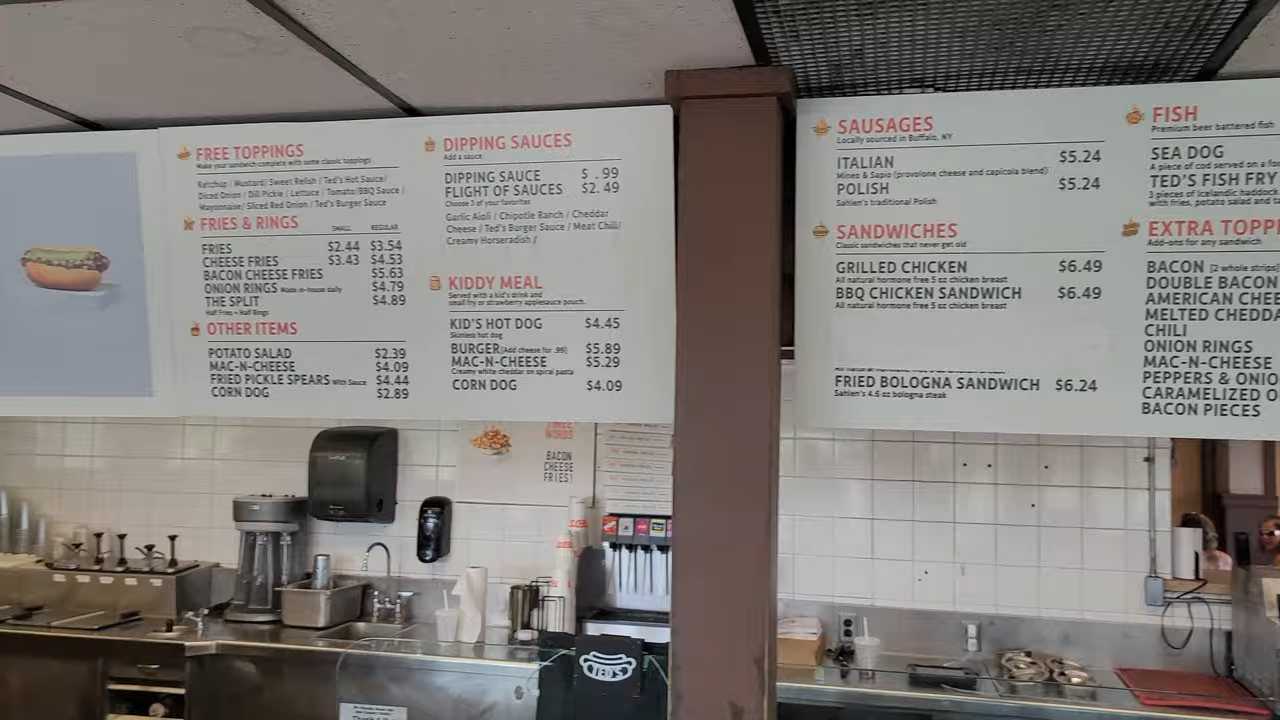 FREE TOPPINGS
Make your sandwich complete with some classic toppings
Ketchup / Mustard/ Sweet Relish / Ted's Hot Sauce/
Diced Onion / Dill Pickle / Lettuce / Tomato/BBQ Sauce /
Mayonnaise/ Sliced Red Onion / Ted's Burger Sauce
FRIES & RINGS SMALL REGULAR
FRIES $2.44 $3.54
CHEESE FRIES $3.43 $4.53
BACON CHEESE FRIES $5.63
ONION RINGS Made in-house daily $4.79
THE SPLIT $4.89
Half Fries + Half Rings
OTHER ITEMS
POTATO SALAD $2.39
MAC-N-CHEESE $4.09
FRIED PICKLE SPEARS With Sauce $4.44
CORN DOG $2.89
DIPPING SAUCES
Add a sauce
DIPPING SAUCE $ .99
FLIGHT OF SAUCES $2.49
Choose 3 of your favorites
Garlic Aioli / Chipotle Ranch / Cheddar
Cheese / Ted's Burger Sauce / Meat Chili/
Creamy Horseradish /
KIDDY MEAL
Served with a kid's drink and
small fry or strawberry applesauce pouch.
KID'S HOT DOG $4.45
Skinless hot dog
BURGER [Add cheese for .99] $5.89
MAC-N-CHEESE $5.29
Creamy white cheddar on spiral pasta
CORN DOG $4.09
SAUSAGES
Locally sourced in Buffalo, NY
ITALIAN $5.24
Mineo & Sapio (provolone cheese and capicola blend)
POLISH $5.24
Sahlen's traditional Polish
SANDWICHES
Classic sandwiches that never get old
GRILLED CHICKEN $6.49
All natural hormone free 5 oz chicken breast
BBQ CHICKEN SANDWICH $6.49
All natural hormone free 5 oz chicken breast
FRIED BOLOGNA SANDWICH $6.24
Sahlen's 4.5 oz bologna steak
FISH
Premium beer battered fish
SEA DOG
A piece of cod served on a
TED'S FISH FRY
3 pieces of Icelandic haddock
with fries, potato salad and
EXTRA TOPPI
Add-ons for any sandwich
BACON [2 whole strips]
DOUBLE BACON
AMERICAN CHEE
MELTED CHEDDA
CHILI
ONION RINGS
MAC-N-CHEESE
PEPPERS & ONIO
CARAMELIZED O
BACON PIECES
THREE
WORDS
BACON
CHEESE
FRIES!
TED'S